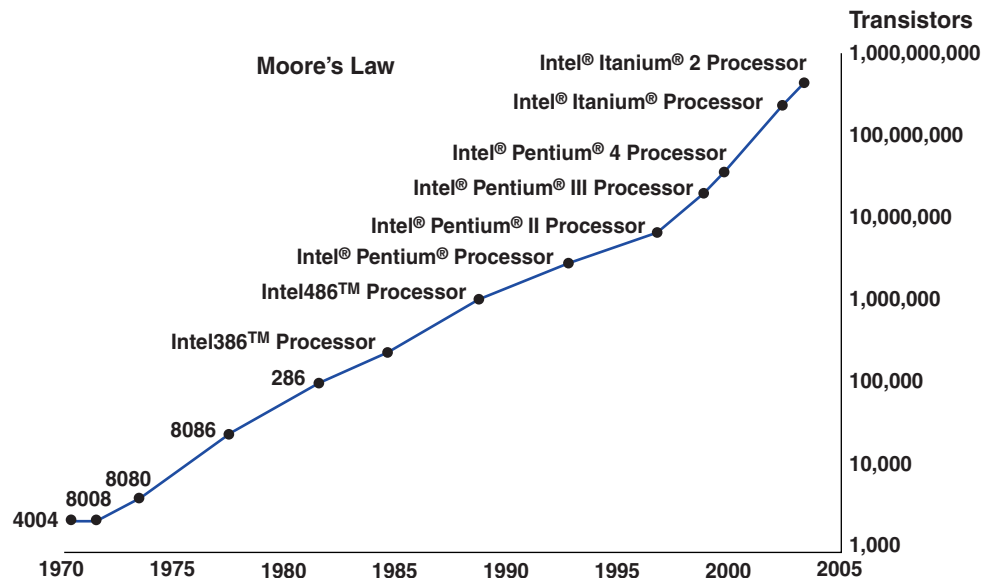 Transistors
1,000,000,000
Moore's Law
Intel® Itanium® 2 Processor
Intel® Itanium® Processor
100,000,000
Intel® Pentium® 4 Processor
Intel® Pentium® III Processor
10,000,000
Intel® Pentium® II Processor
Intel® Pentium® Processor
Intel486™ Processor
1,000,000
Intel386™ Processor
286
100,000
8086
8080
10,000
8008
4004
1,000
1970 1975 1980 1985 1990 1995 2000 2005